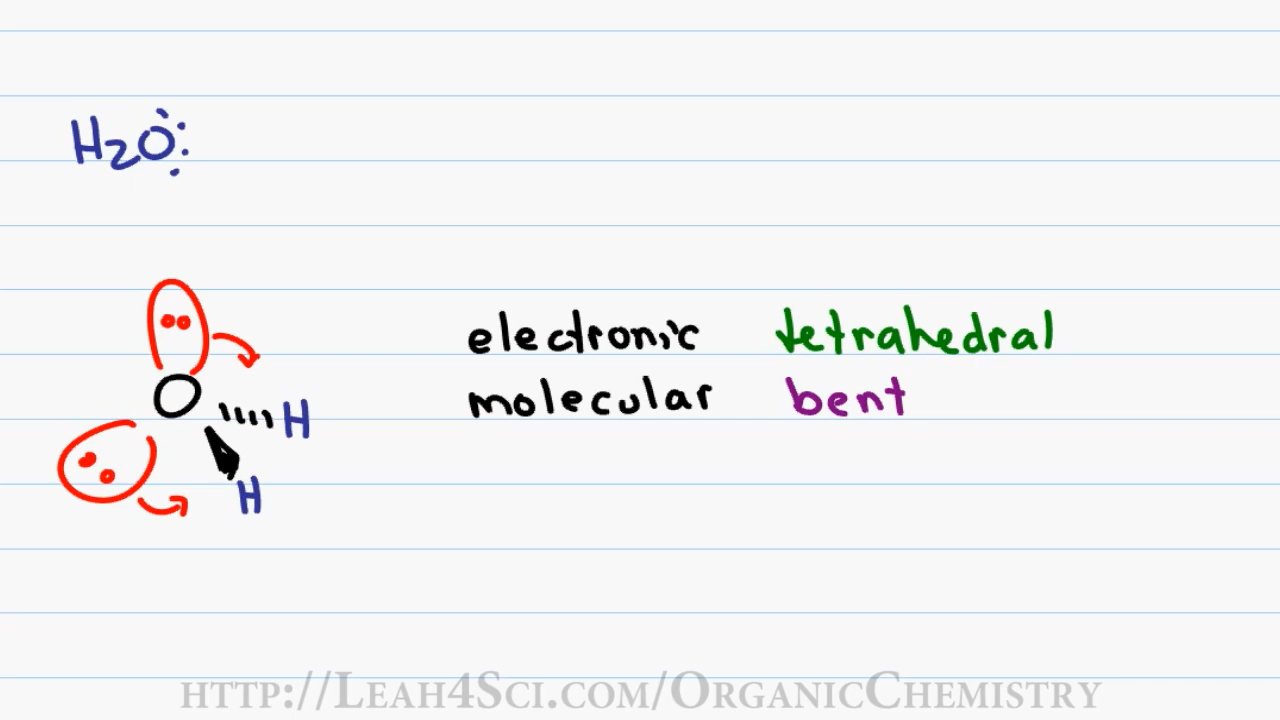 H2O:
electronic tetrahedral
molecular bent
O
H
H
HTTP://LEAH4SCI.COM/ORGANICCHEMISTRY